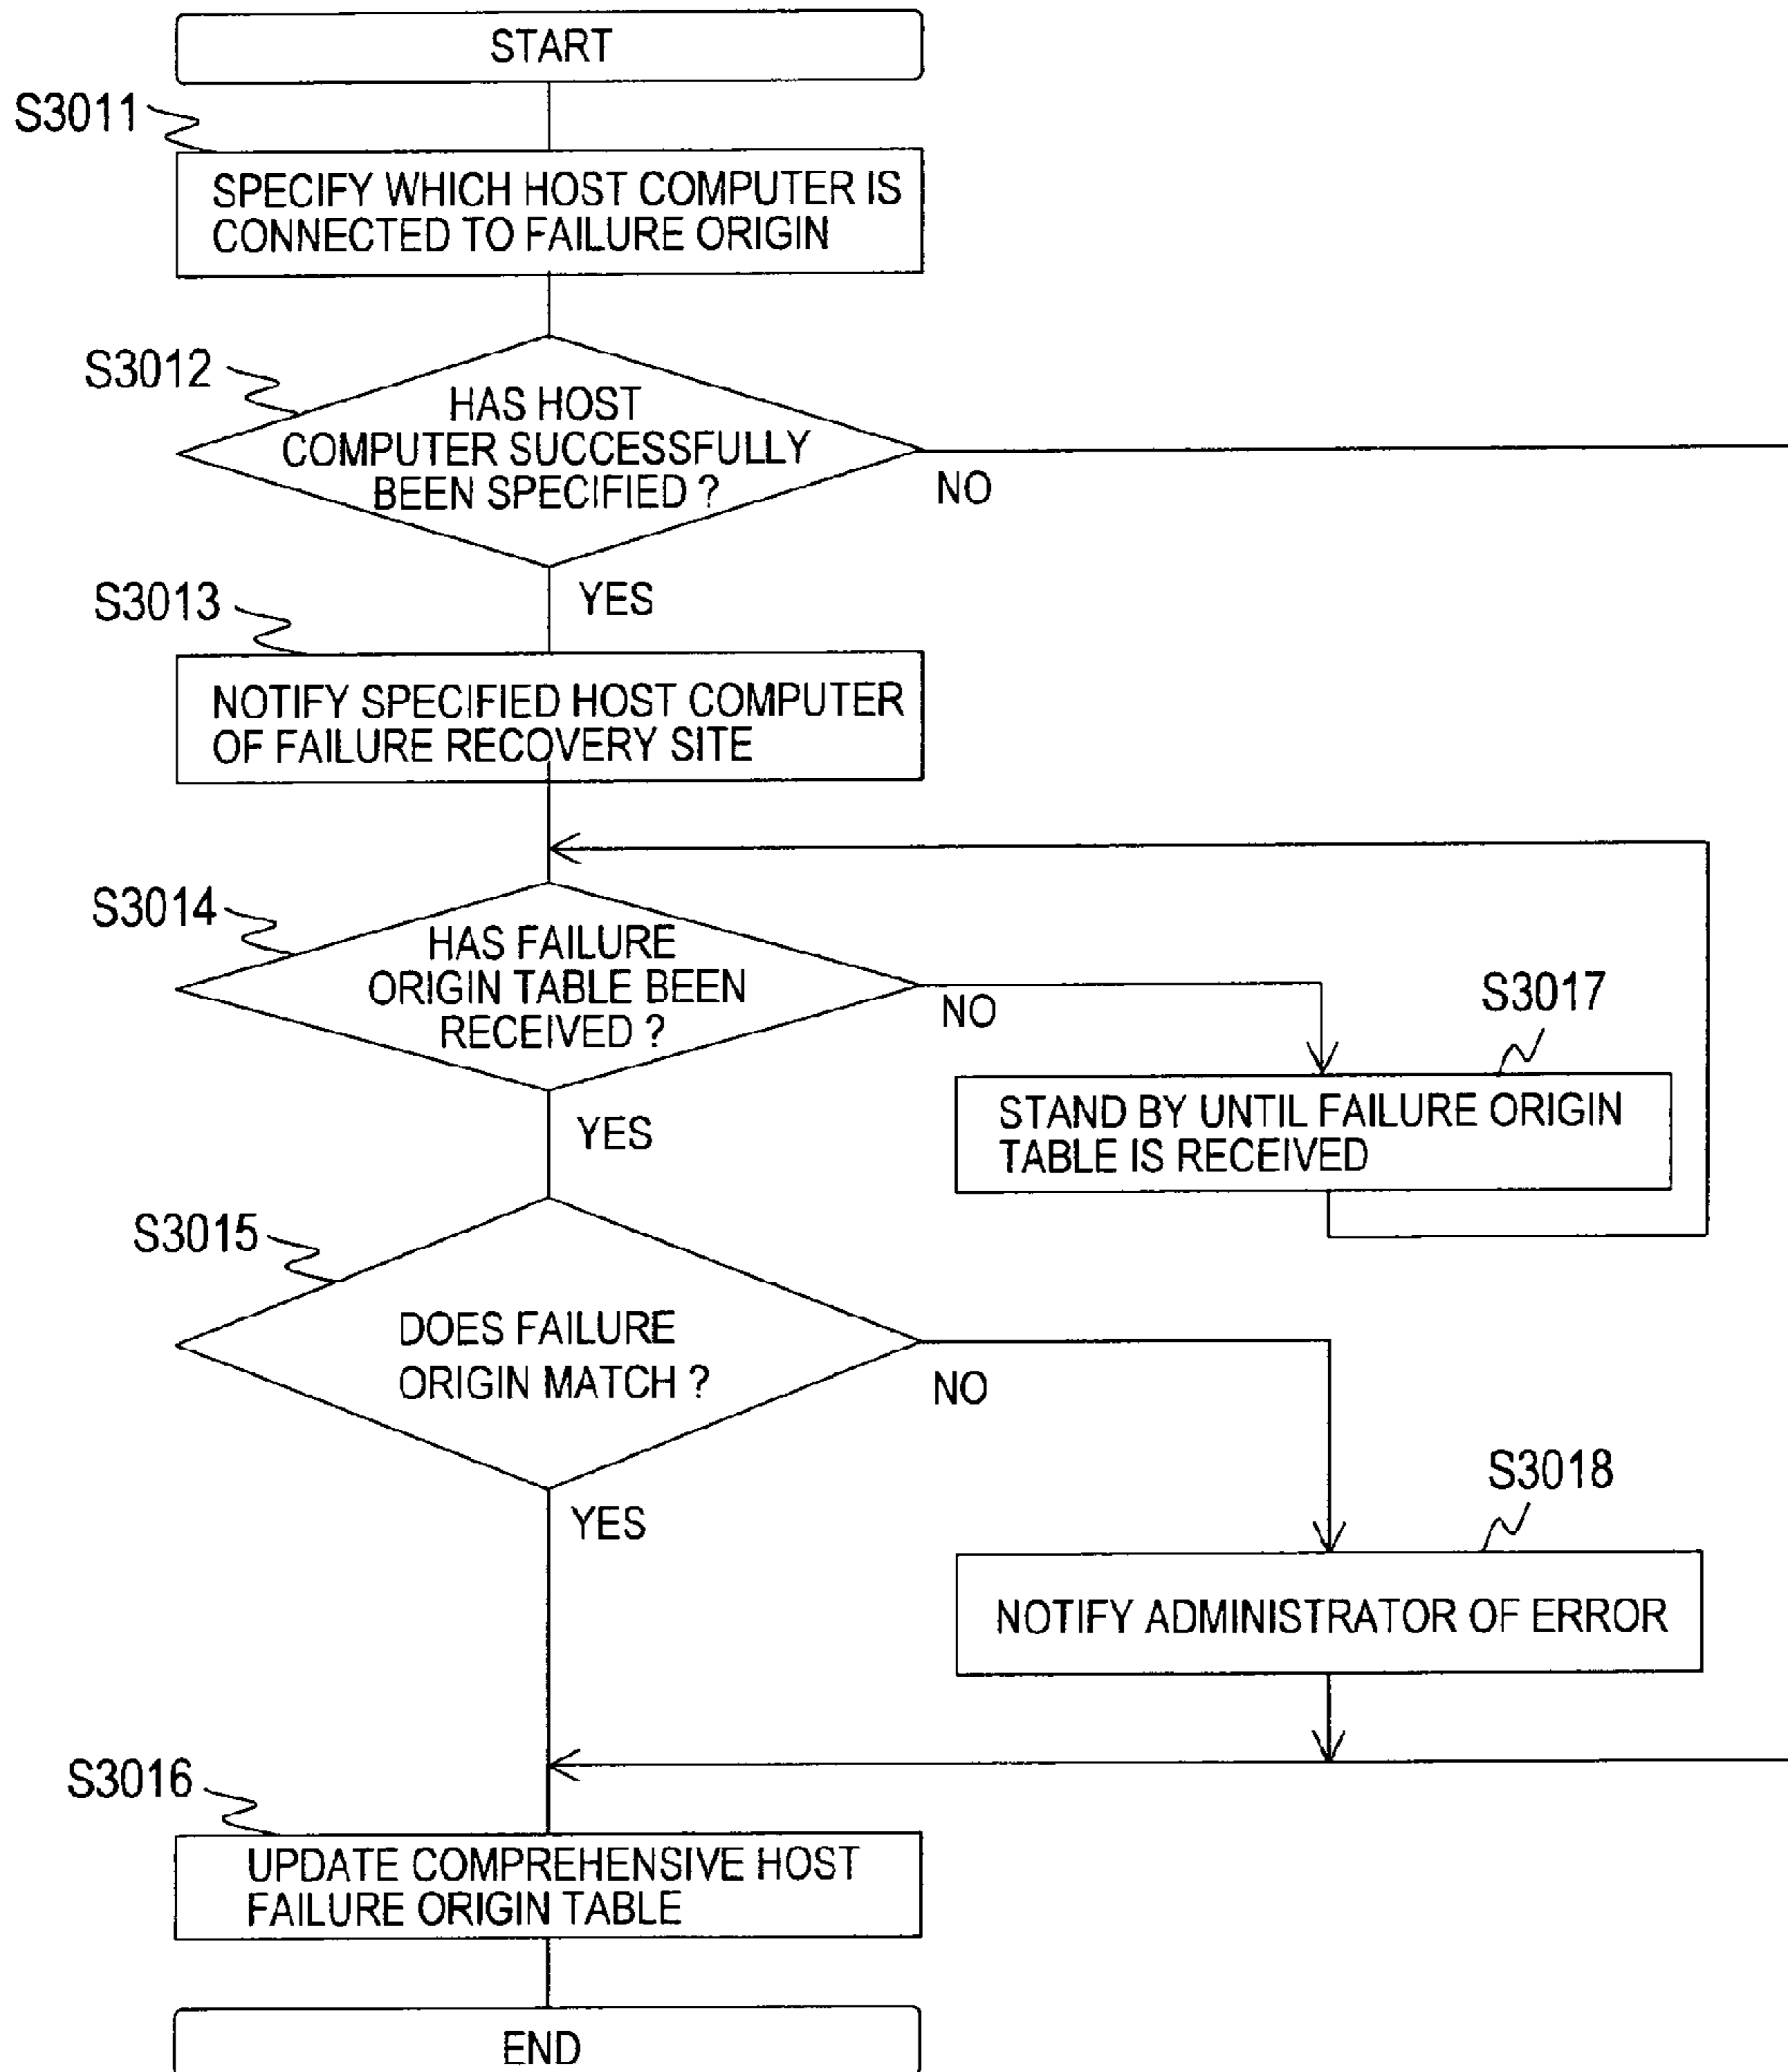 START
S3011
SPECIFY WHICH HOST COMPUTER IS
CONNECTED TO FAILURE ORIGIN
S3012
HAS HOST
COMPUTER SUCCESSFULLY
BEEN SPECIFIED ?
NO
YES
S3013
NOTIFY SPECIFIED HOST COMPUTER
OF FAILURE RECOVERY SITE
S3014
HAS FAILURE
ORIGIN TABLE BEEN
RECEIVED ?
NO
S3017
STAND BY UNTIL FAILURE ORIGIN
TABLE IS RECEIVED
YES
S3015
DOES FAILURE
ORIGIN MATCH ?
NO
YES
S3018
NOTIFY ADMINISTRATOR OF ERROR
S3016
UPDATE COMPREHENSIVE HOST
FAILURE ORIGIN TABLE
END